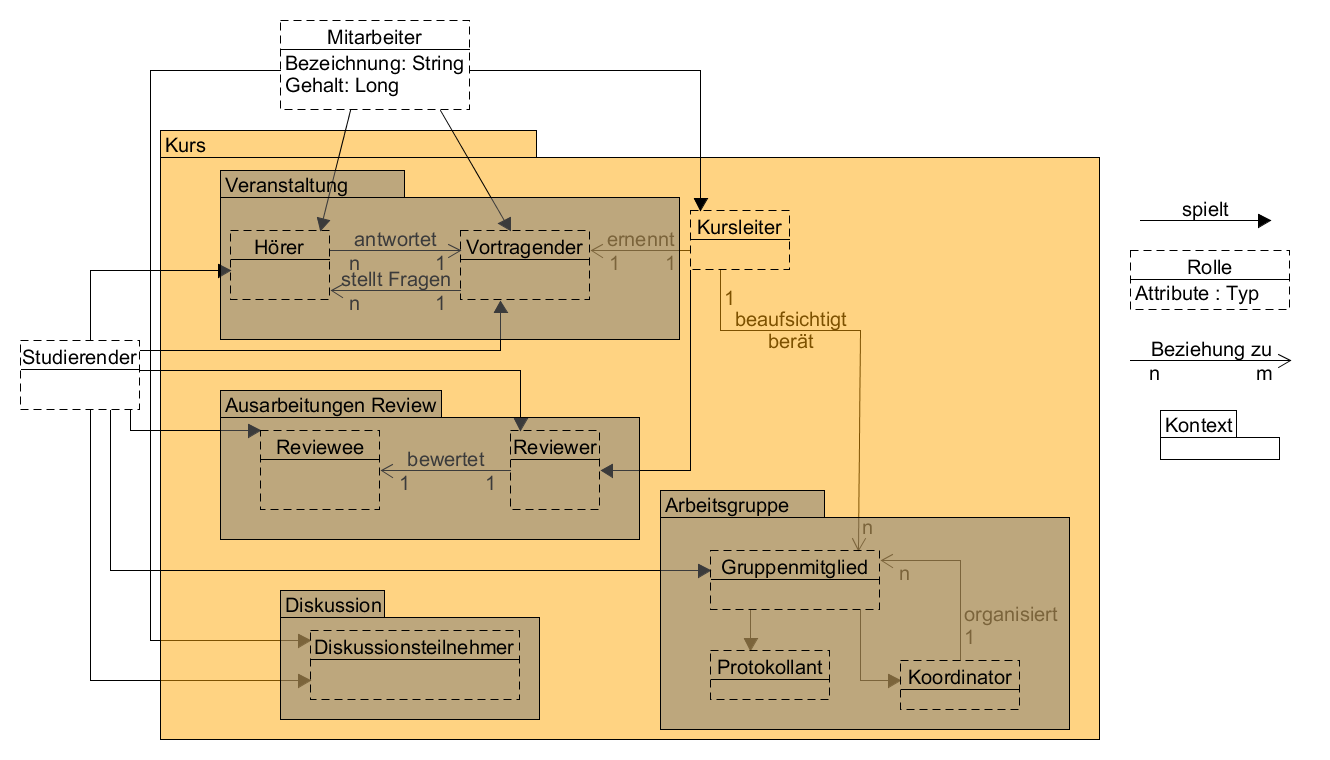 Mitarbeiter
Bezeichnung: String
Gehalt: Long
Kurs
Veranstaltung
Hörer
antwortet
n
1
stellt Fragen
n
1
Vortragender
ernennt
1
1
Kursleiter
1
beaufsichtigt
berät
n
Studierender
Ausarbeitungen Review
Reviewee
bewertet
1
1
Reviewer
Arbeitsgruppe
Gruppenmitglied
n
organisiert
1
Protokollant
Koordinator
Diskussion
Diskussionsteilnehmer
spielt
Rolle
Attribute : Typ
Beziehung zu
n
m
Kontext